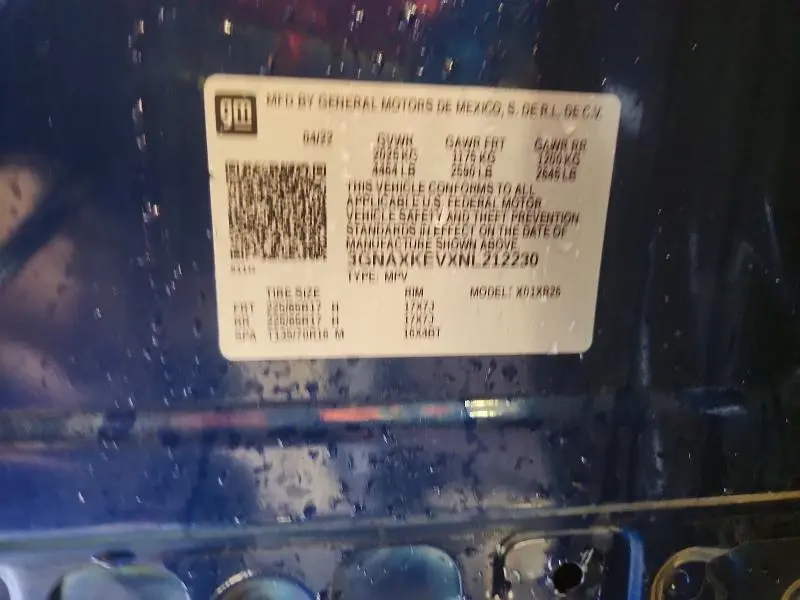 gm
MFD BY GENERAL MOTORS DE MEXICO, S. DE R.L. DE C.V.
04/22 GVWR GAWR FRT GAWR RR
2025 KG 1175 KG 1200 KG
4464 LB 2590 LB 2645 LB
THIS VEHICLE CONFORMS TO ALL
APPLICABLE U.S. FEDERAL MOTOR
VEHICLE SAFETY AND THEFT PREVENTION
STANDARDS IN EFFECT ON THE DATE OF
MANUFACTURE SHOWN ABOVE.
3GNAXKEVXNL212230
TYPE: MPV
TIRE SIZE RIM MODEL: X01XR26
FRT 225/65R17 H 17X7J
RR 225/65R17 H 17X7J
SPA T135/70R16 M 16X4BT